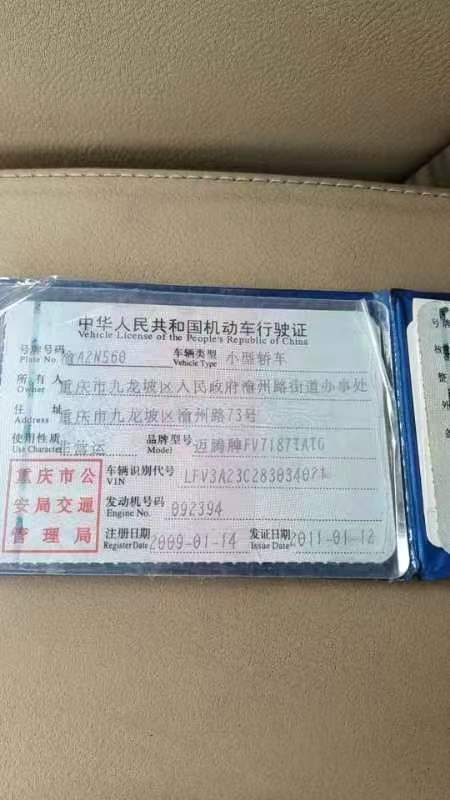 中华人民共和国机动车行驶证
Vehicle License of the People's Republic of China
号牌号码 渝AZN560 车辆类型 小型轿车
Plate No. Vehicle Type
所有人 重庆市九龙坡区人民政府渝州路街道办事处
Owner
住址 重庆市九龙坡区渝州路73号
Address
使用性质 非营运 品牌型号 迈腾牌FV7187TATG
Use Character Model
重庆市公
安局交通
管理局
车辆识别代号 LFV3A23C283034071
VIN
发动机号码 092394
Engine No.
注册日期 2009-01-14 发证日期 2011-01-12
Register Date Issue Date
号牌
核
整
外